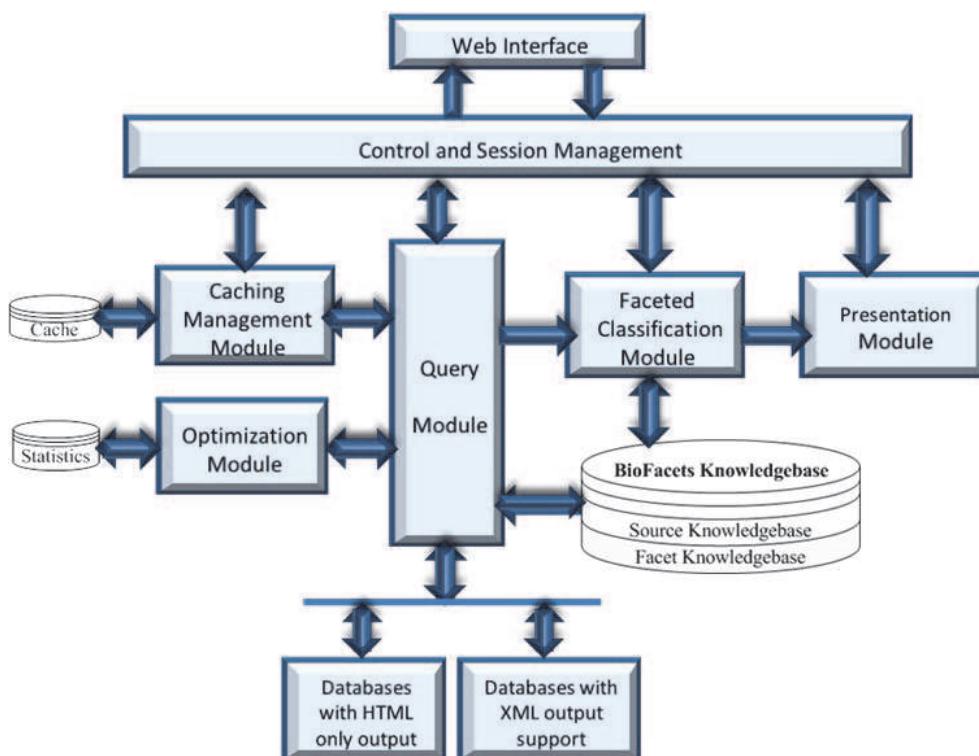 Web Interface
Control and Session Management
Caching
Management
Module
Cache
Query
Module
Faceted
Classification
Module
Presentation
Module
Optimization
Module
Statistics
BioFacets Knowledgebase
Source Knowledgebase
Facet Knowledgebase
Databases
with HTML
only output
Databases with
XML output
support